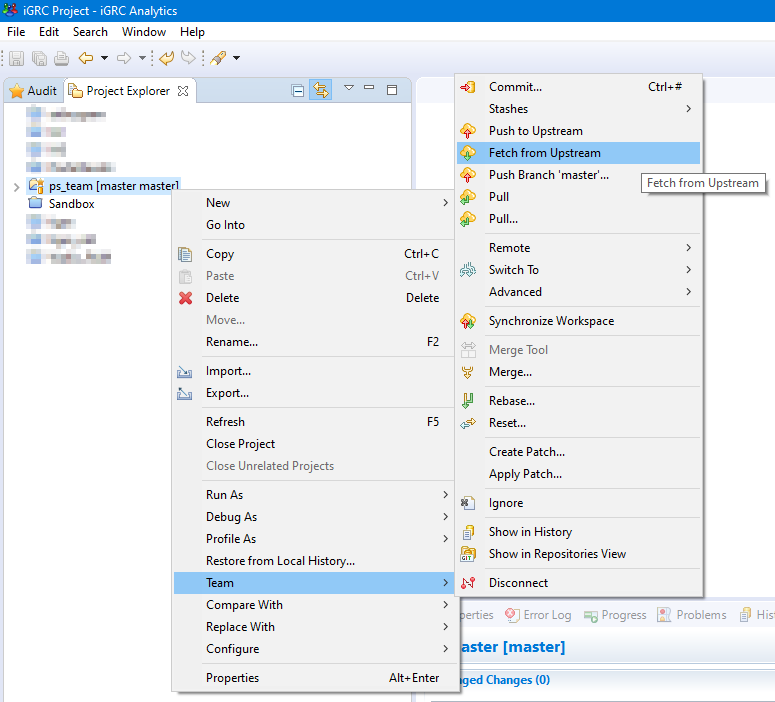 iGRC Project - iGRC Analytics
File Edit Search Window Help
Audit Project Explorer
ps_team [master master]
Sandbox
New
Go Into
Copy Ctrl+C
Paste Ctrl+V
Delete Delete
Move...
Rename... F2
Import...
Export...
Refresh F5
Close Project
Close Unrelated Projects
Run As
Debug As
Profile As
Restore from Local History...
Team
Compare With
Replace With
Configure
Properties Alt+Enter
Commit... Ctrl+#
Stashes
Push to Upstream
Fetch from Upstream
Push Branch 'master'...
Pull
Pull...
Remote
Switch To
Advanced
Synchronize Workspace
Merge Tool
Merge...
Rebase...
Reset...
Create Patch...
Apply Patch...
Ignore
Show in History
Show in Repositories View
Disconnect
Fetch from Upstream
perties Error Log Progress Problems His
aster [master]
ged Changes (0)